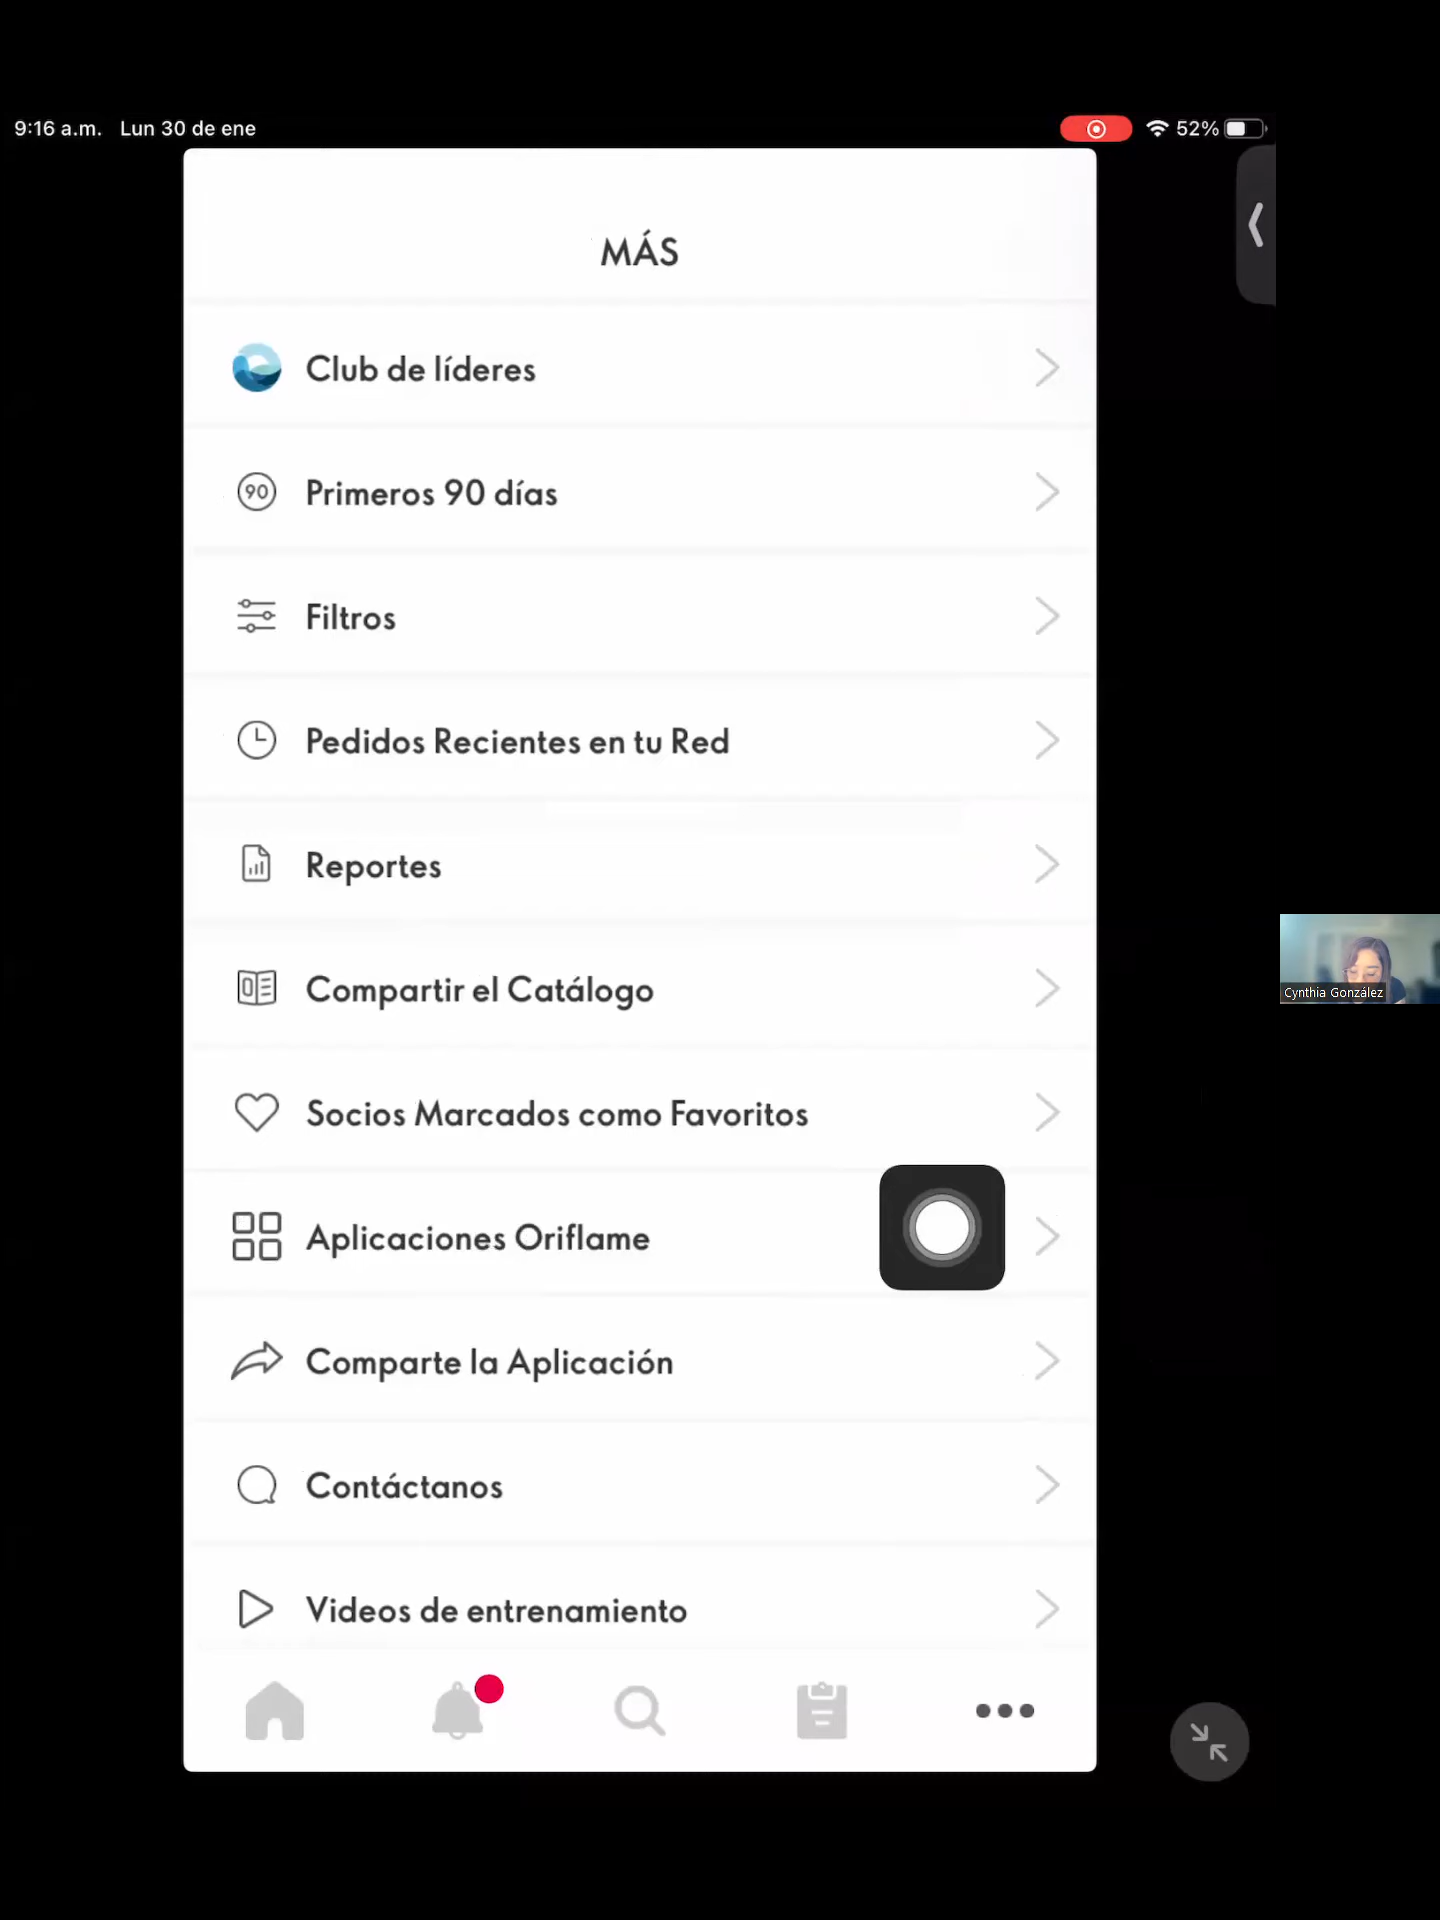 9:16 a.m. Lun 30 de ene
52%
MÁS
Club de líderes
90 Primeros 90 días
Filtros
Pedidos Recientes en tu Red
Reportes
Compartir el Catálogo
Socios Marcados como Favoritos
Aplicaciones Oriflame
Comparte la Aplicación
Contáctanos
Videos de entrenamiento
Cynthia González